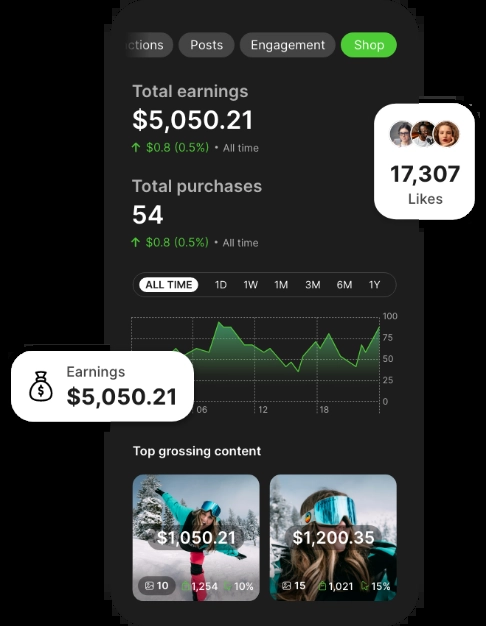 ctions Posts Engagement Shop
Total earnings
$5,050.21
$0.8 (0.5%) • All time
Total purchases
54
$0.8 (0.5%) • All time
17,307
Likes
ALL TIME 1D 1W 1M 3M 6M 1Y
100
75
50
25
0
06 12 18
Earnings
$5,050.21
Top grossing content
$1,050.21
10 1,254 10%
$1,200.35
15 1,021 15%